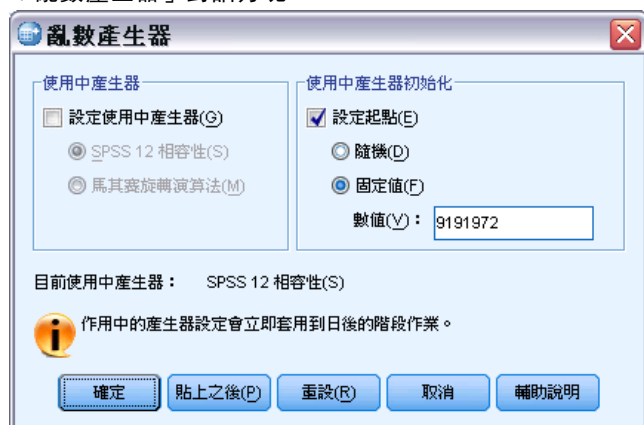 亂數產生器
使用中產生器
設定使用中產生器(G)
SPSS 12 相容性(S)
馬其賽旋轉演算法(M)
使用中產生器初始化
設定起點(E)
隨機(D)
固定值(F)
數值(V)： 9191972
目前使用中產生器： SPSS 12 相容性(S)
作用中的產生器設定會立即套用到日後的階段作業。
確定 貼上之後(P) 重設(R) 取消 輔助說明